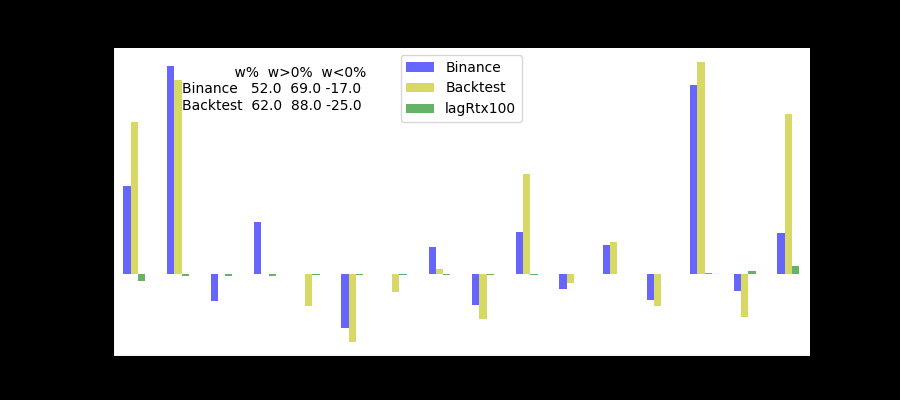 w%  w>0%  w<0%
Binance   52.0  69.0 -17.0
Backtest  62.0  88.0 -25.0
Binance
Backtest
lagRtx100